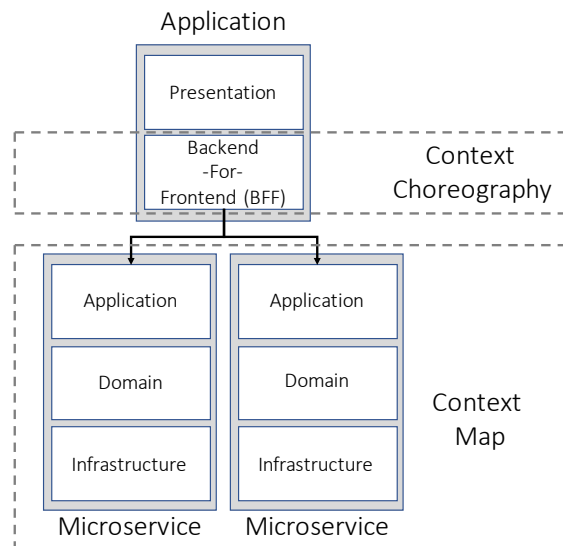 Application
Presentation
Backend
-For-
Frontend (BFF)
Context
Choreography
Application
Application
Domain
Domain
Context
Map
Infrastructure
Infrastructure
Microservice
Microservice